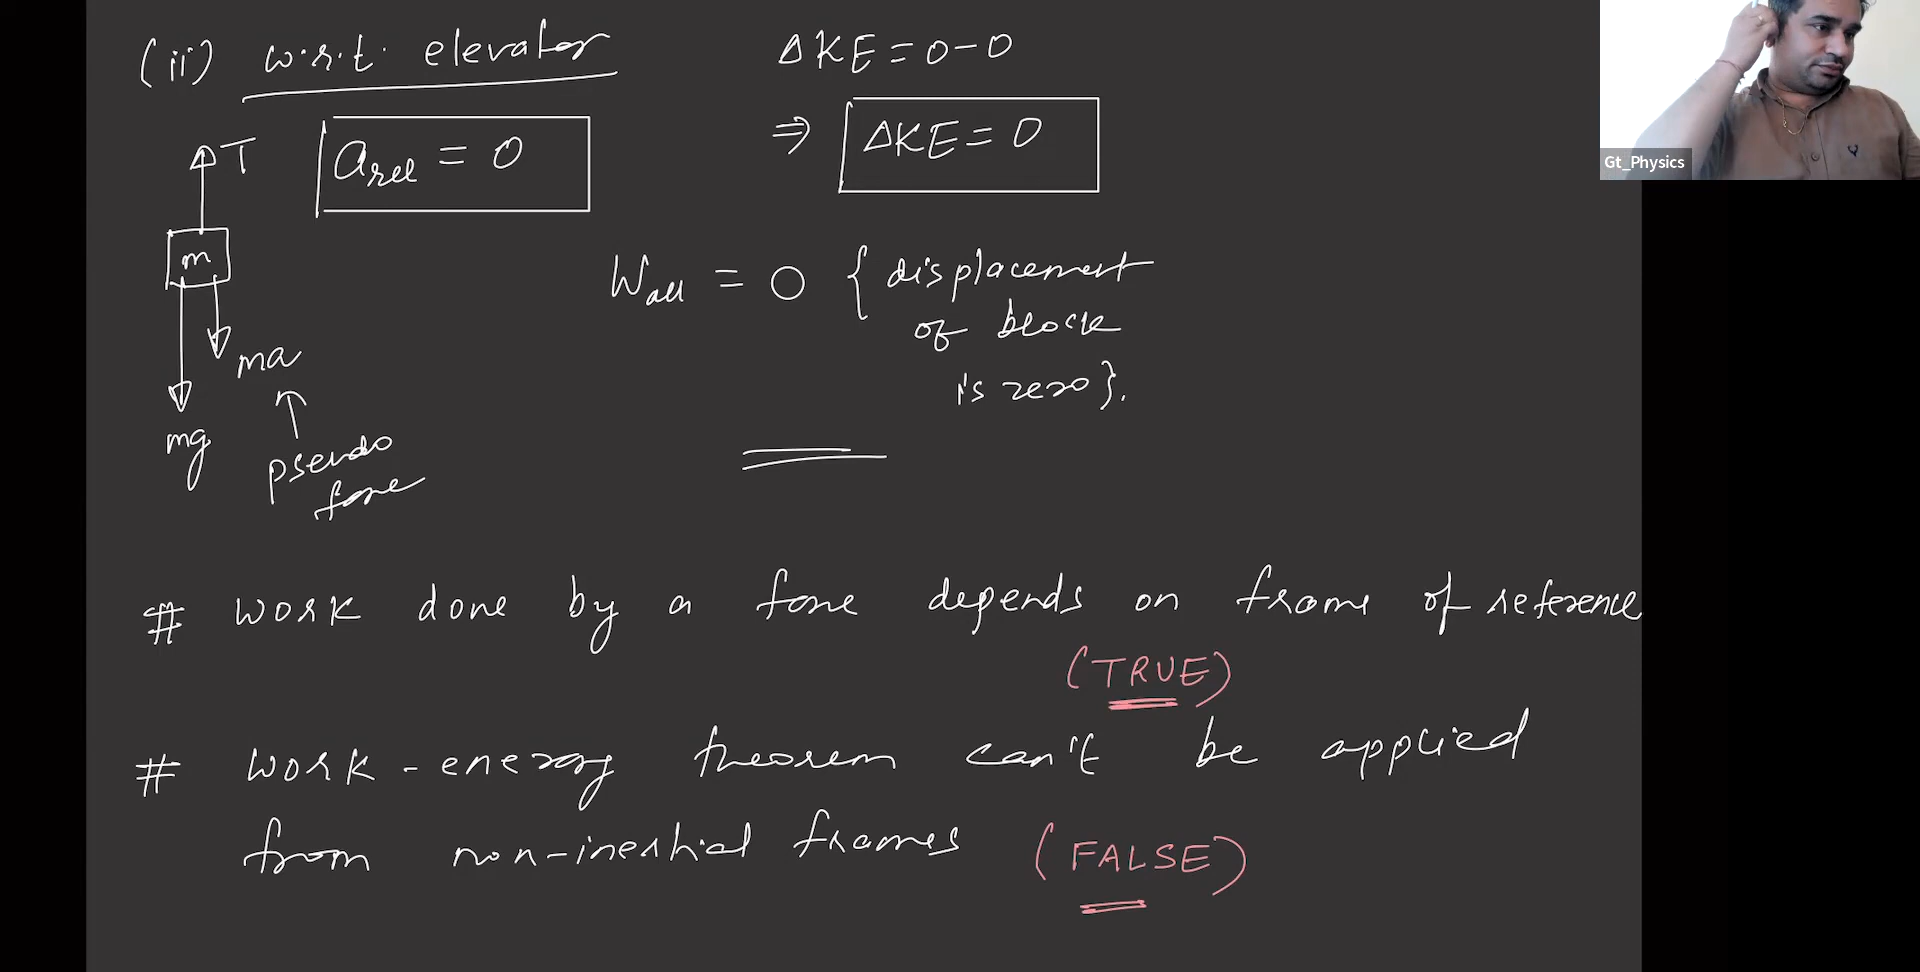 (ii) w.r.t. elevator
ΔKE = 0 - 0
T
a_rel = 0
⇒ ΔKE = 0
Gt_Physics
m
W_all = 0 { displacement
of block
is zero}.
ma
mg
pseudo
force
# Work done by a force depends on frame of reference
(TRUE)
# Work-energy theorem can't be applied
from non-inertial frames (FALSE)